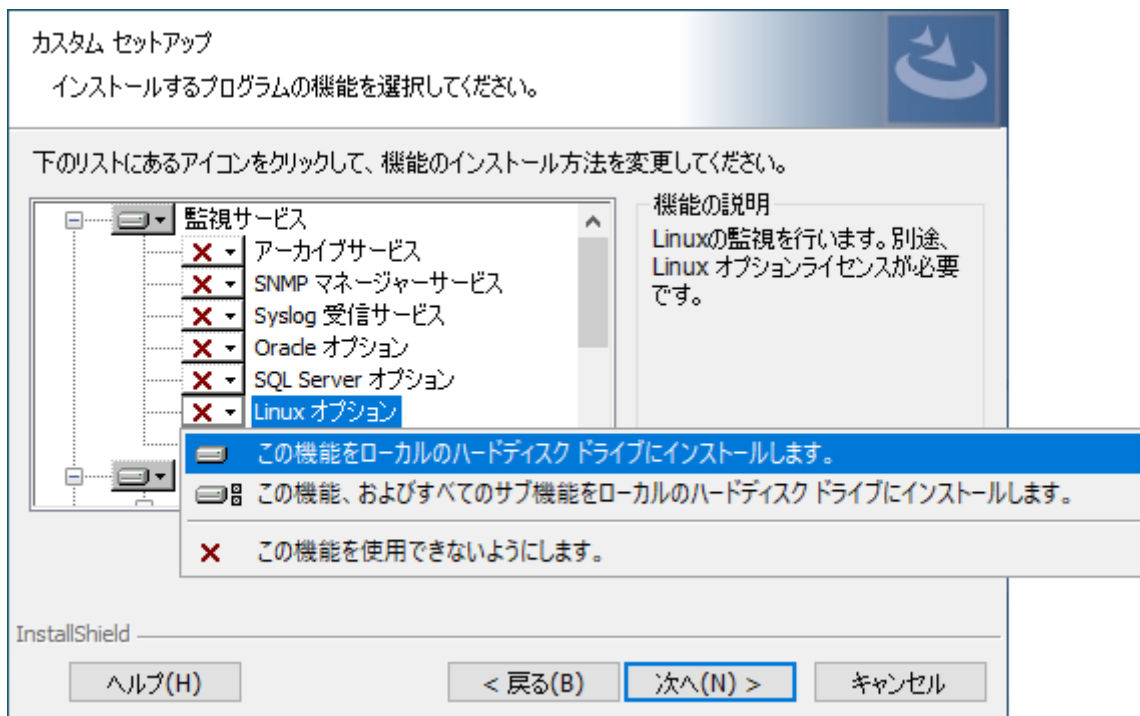 カスタム セットアップ
インストールするプログラムの機能を選択してください。
下のリストにあるアイコンをクリックして、機能のインストール方法を変更してください。
監視サービス
アーカイブサービス
SNMP マネージャーサービス
Syslog 受信サービス
Oracle オプション
SQL Server オプション
Linux オプション
機能の説明
Linuxの監視を行います。別途、
Linux オプションライセンスが必要
です。
この機能をローカルのハードディスク ドライブにインストールします。
この機能、およびすべてのサブ機能をローカルのハードディスク ドライブにインストールします。
この機能を使用できないようにします。
InstallShield
ヘルプ(H)
< 戻る(B)
次へ(N) >
キャンセル